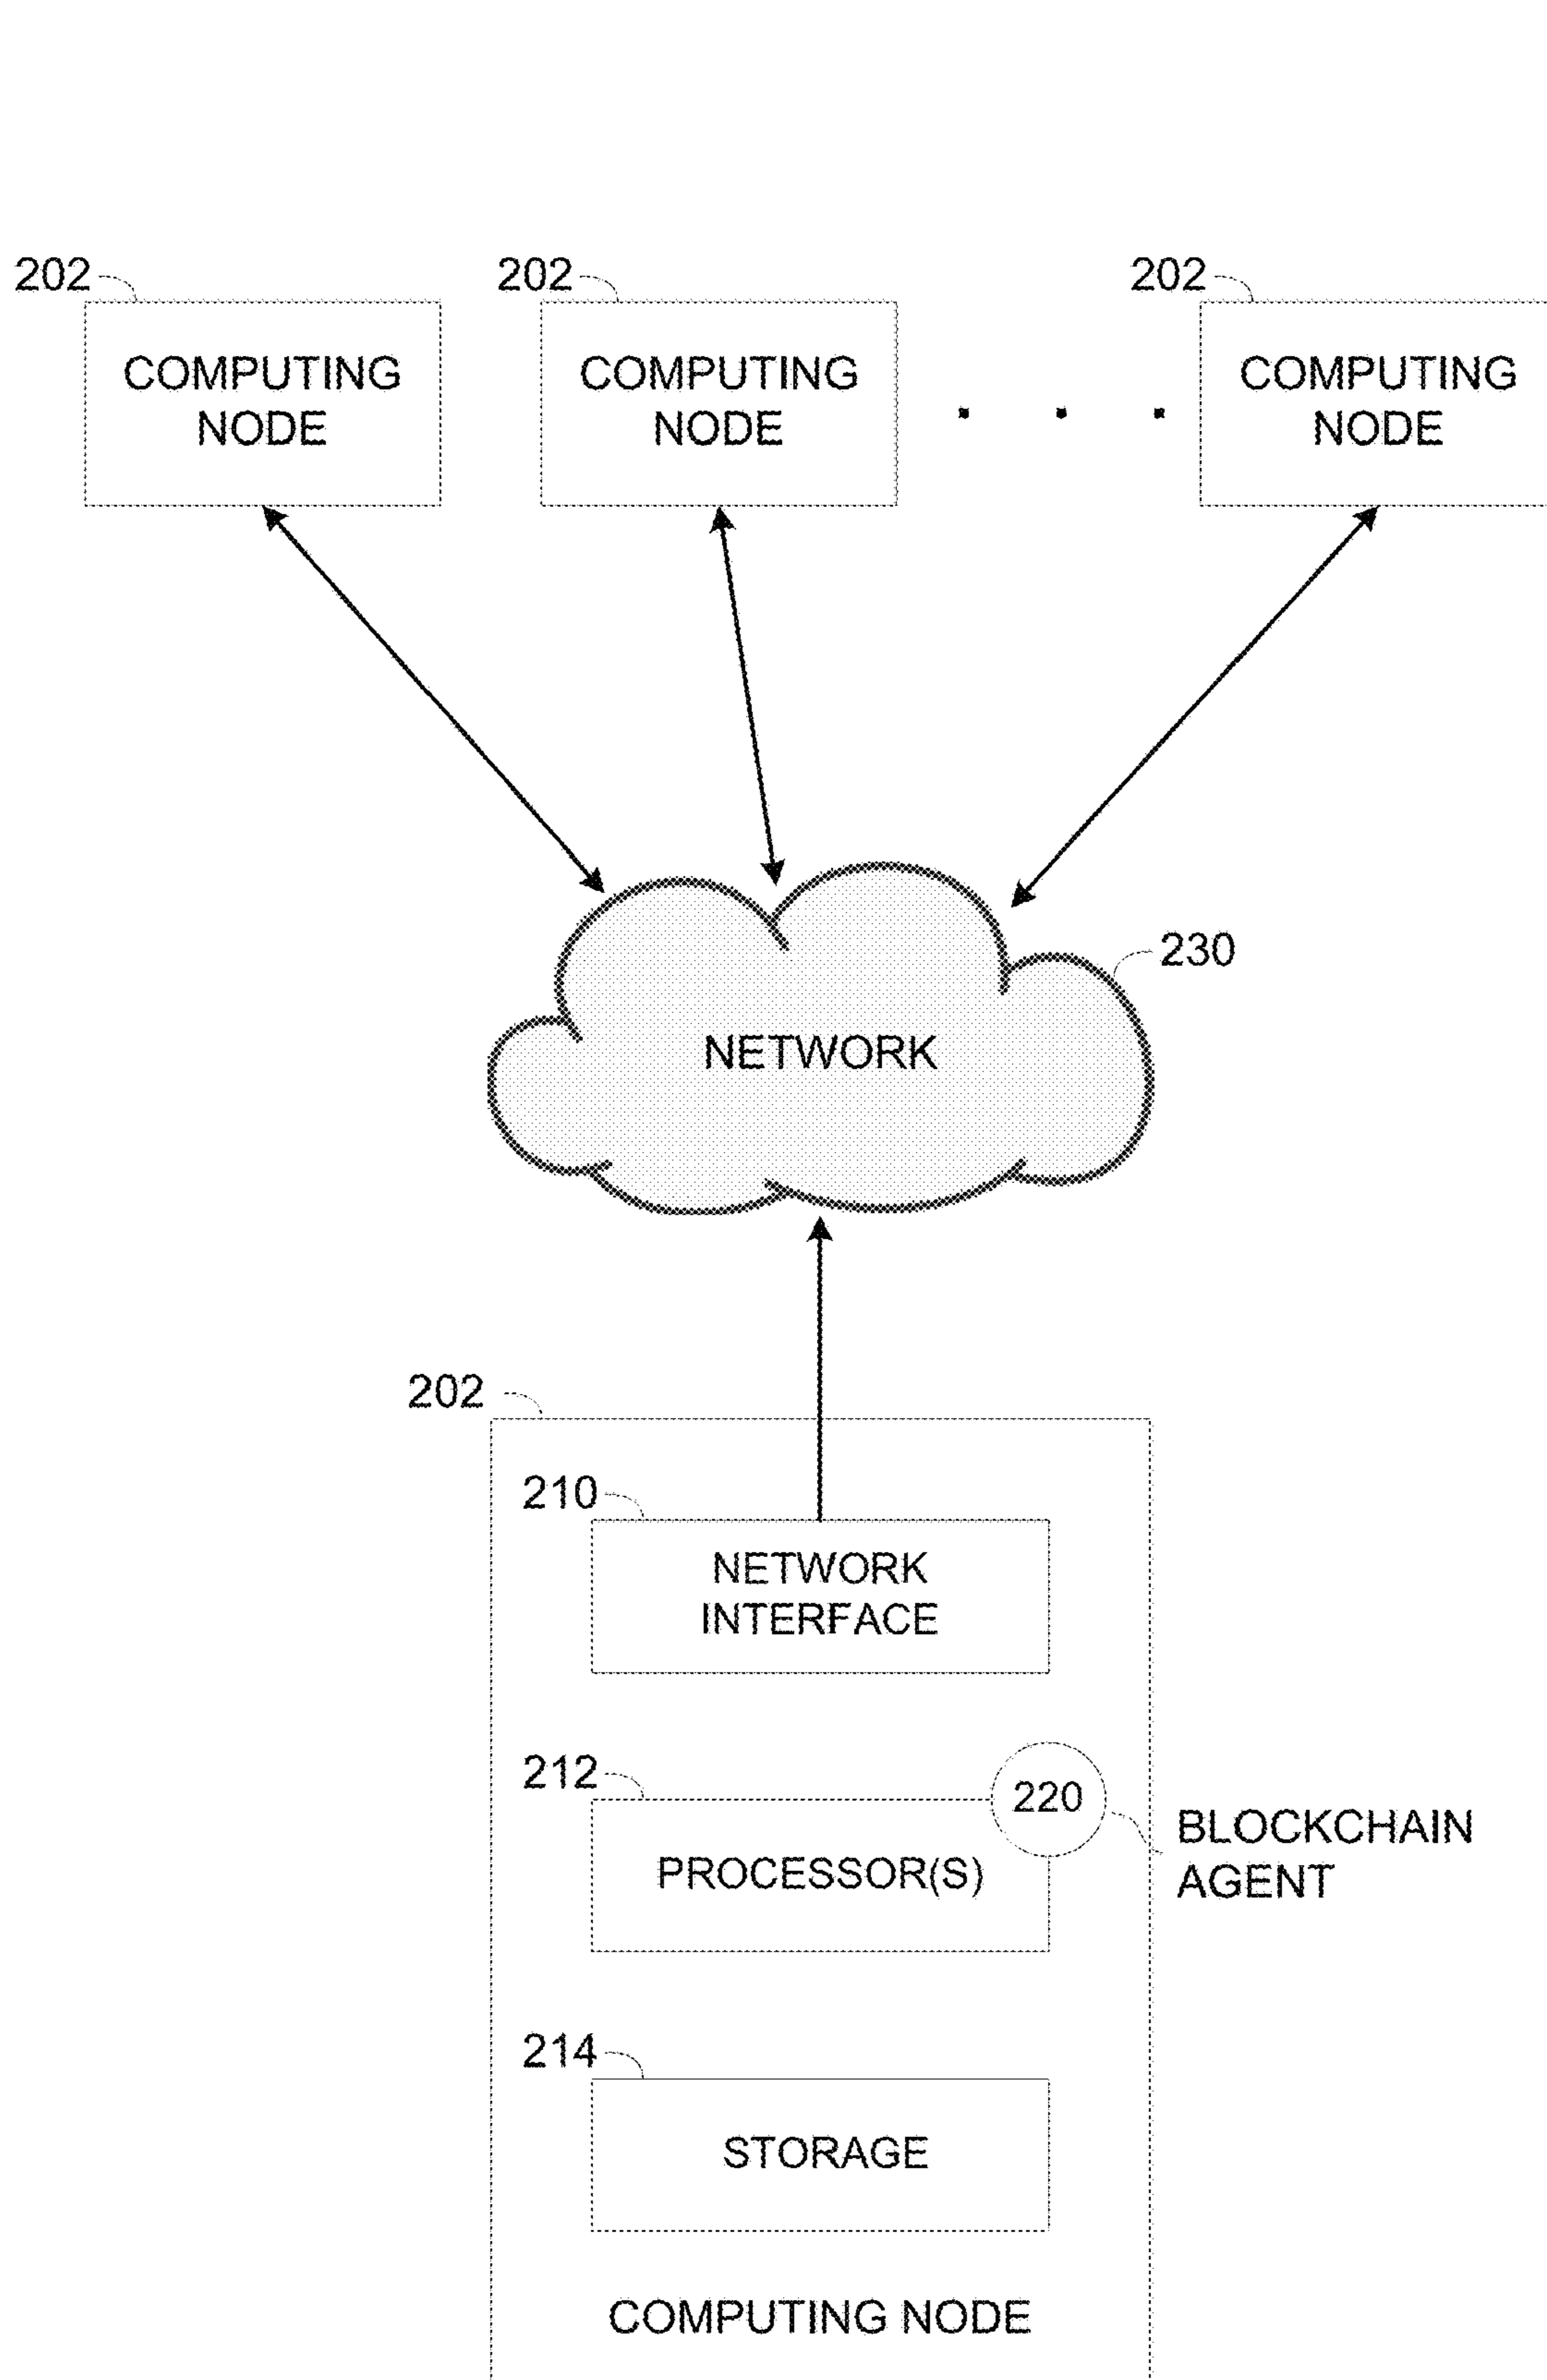 202
202
202
COMPUTING
NODE
COMPUTING
NODE
. . .
COMPUTING
NODE
230
NETWORK
202
210
NETWORK
INTERFACE
212
220
PROCESSOR(S)
BLOCKCHAIN
AGENT
214
STORAGE
COMPUTING NODE